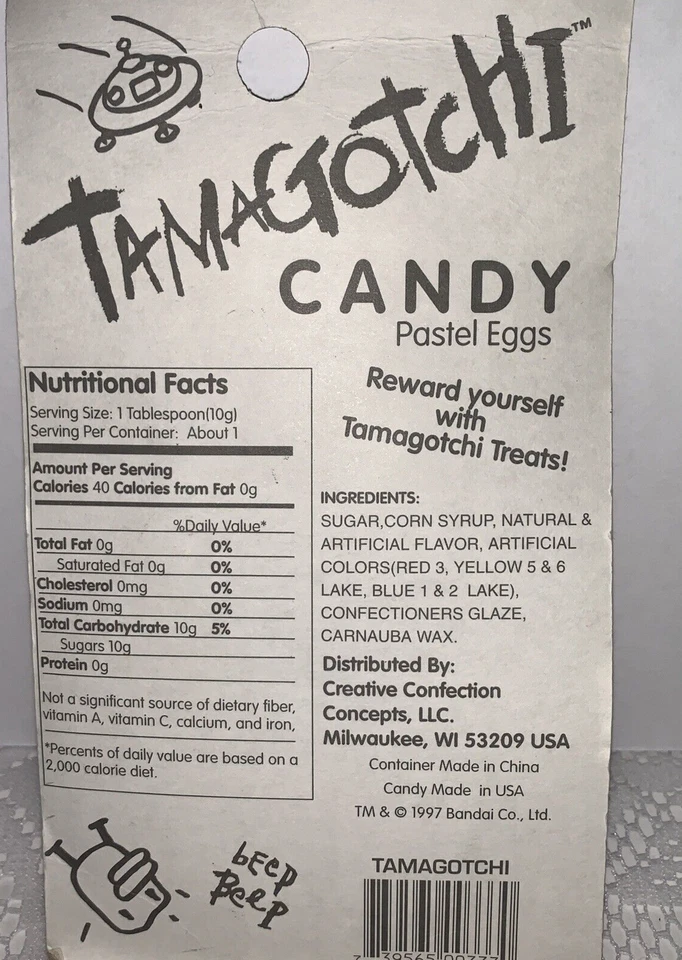 TAMAGOTCHI™
CANDY
Pastel Eggs
Nutritional Facts
Serving Size: 1 Tablespoon(10g)
Serving Per Container: About 1
Amount Per Serving
Calories 40 Calories from Fat 0g
%Daily Value*
Total Fat 0g 0%
Saturated Fat 0g 0%
Cholesterol 0mg 0%
Sodium 0mg 0%
Total Carbohydrate 10g 5%
Sugars 10g
Protein 0g
Not a significant source of dietary fiber,
vitamin A, vitamin C, calcium, and iron,
*Percents of daily value are based on a
2,000 calorie diet.
bEEP
BEEP
Reward yourself
with
Tamagotchi Treats!
INGREDIENTS:
SUGAR,CORN SYRUP, NATURAL &
ARTIFICIAL FLAVOR, ARTIFICIAL
COLORS(RED 3, YELLOW 5 & 6
LAKE, BLUE 1 & 2 LAKE),
CONFECTIONERS GLAZE,
CARNAUBA WAX.
Distributed By:
Creative Confection
Concepts, LLC.
Milwaukee, WI 53209 USA
Container Made in China
Candy Made in USA
TM & © 1997 Bandai Co., Ltd.
TAMAGOTCHI